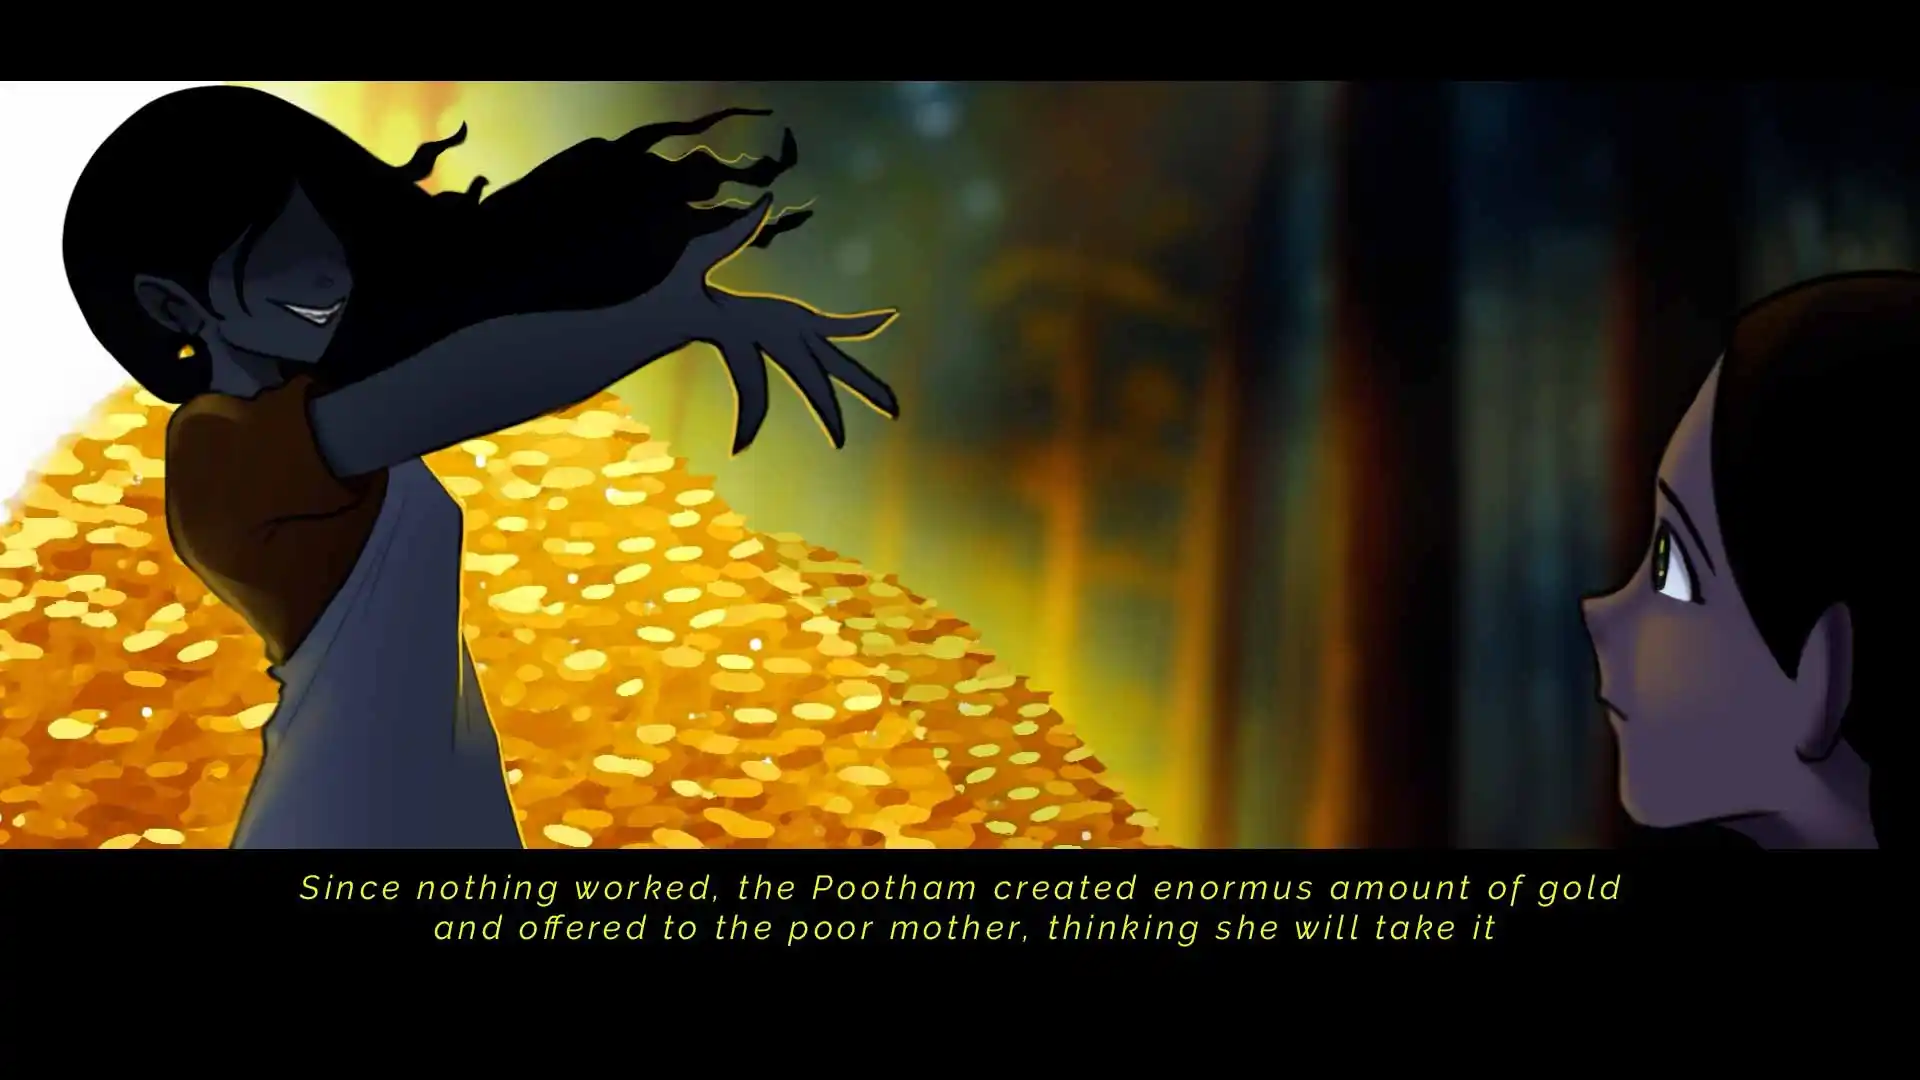 Since nothing worked, the Pootham created enormus amount of gold
and offered to the poor mother, thinking she will take it